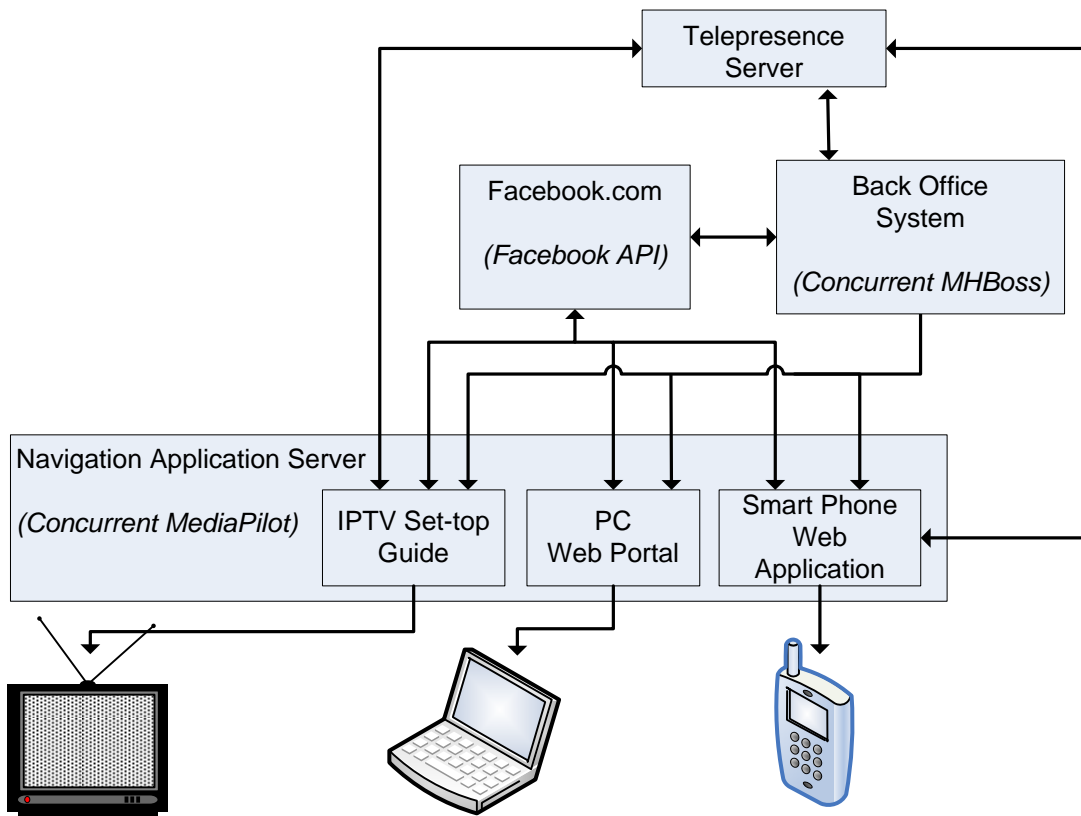 Telepresence
Server
Facebook.com
(Facebook API)
Back Office
System
(Concurrent MHBoss)
Navigation Application Server
(Concurrent MediaPilot)
IPTV Set-top
Guide
PC
Web Portal
Smart Phone
Web
Application